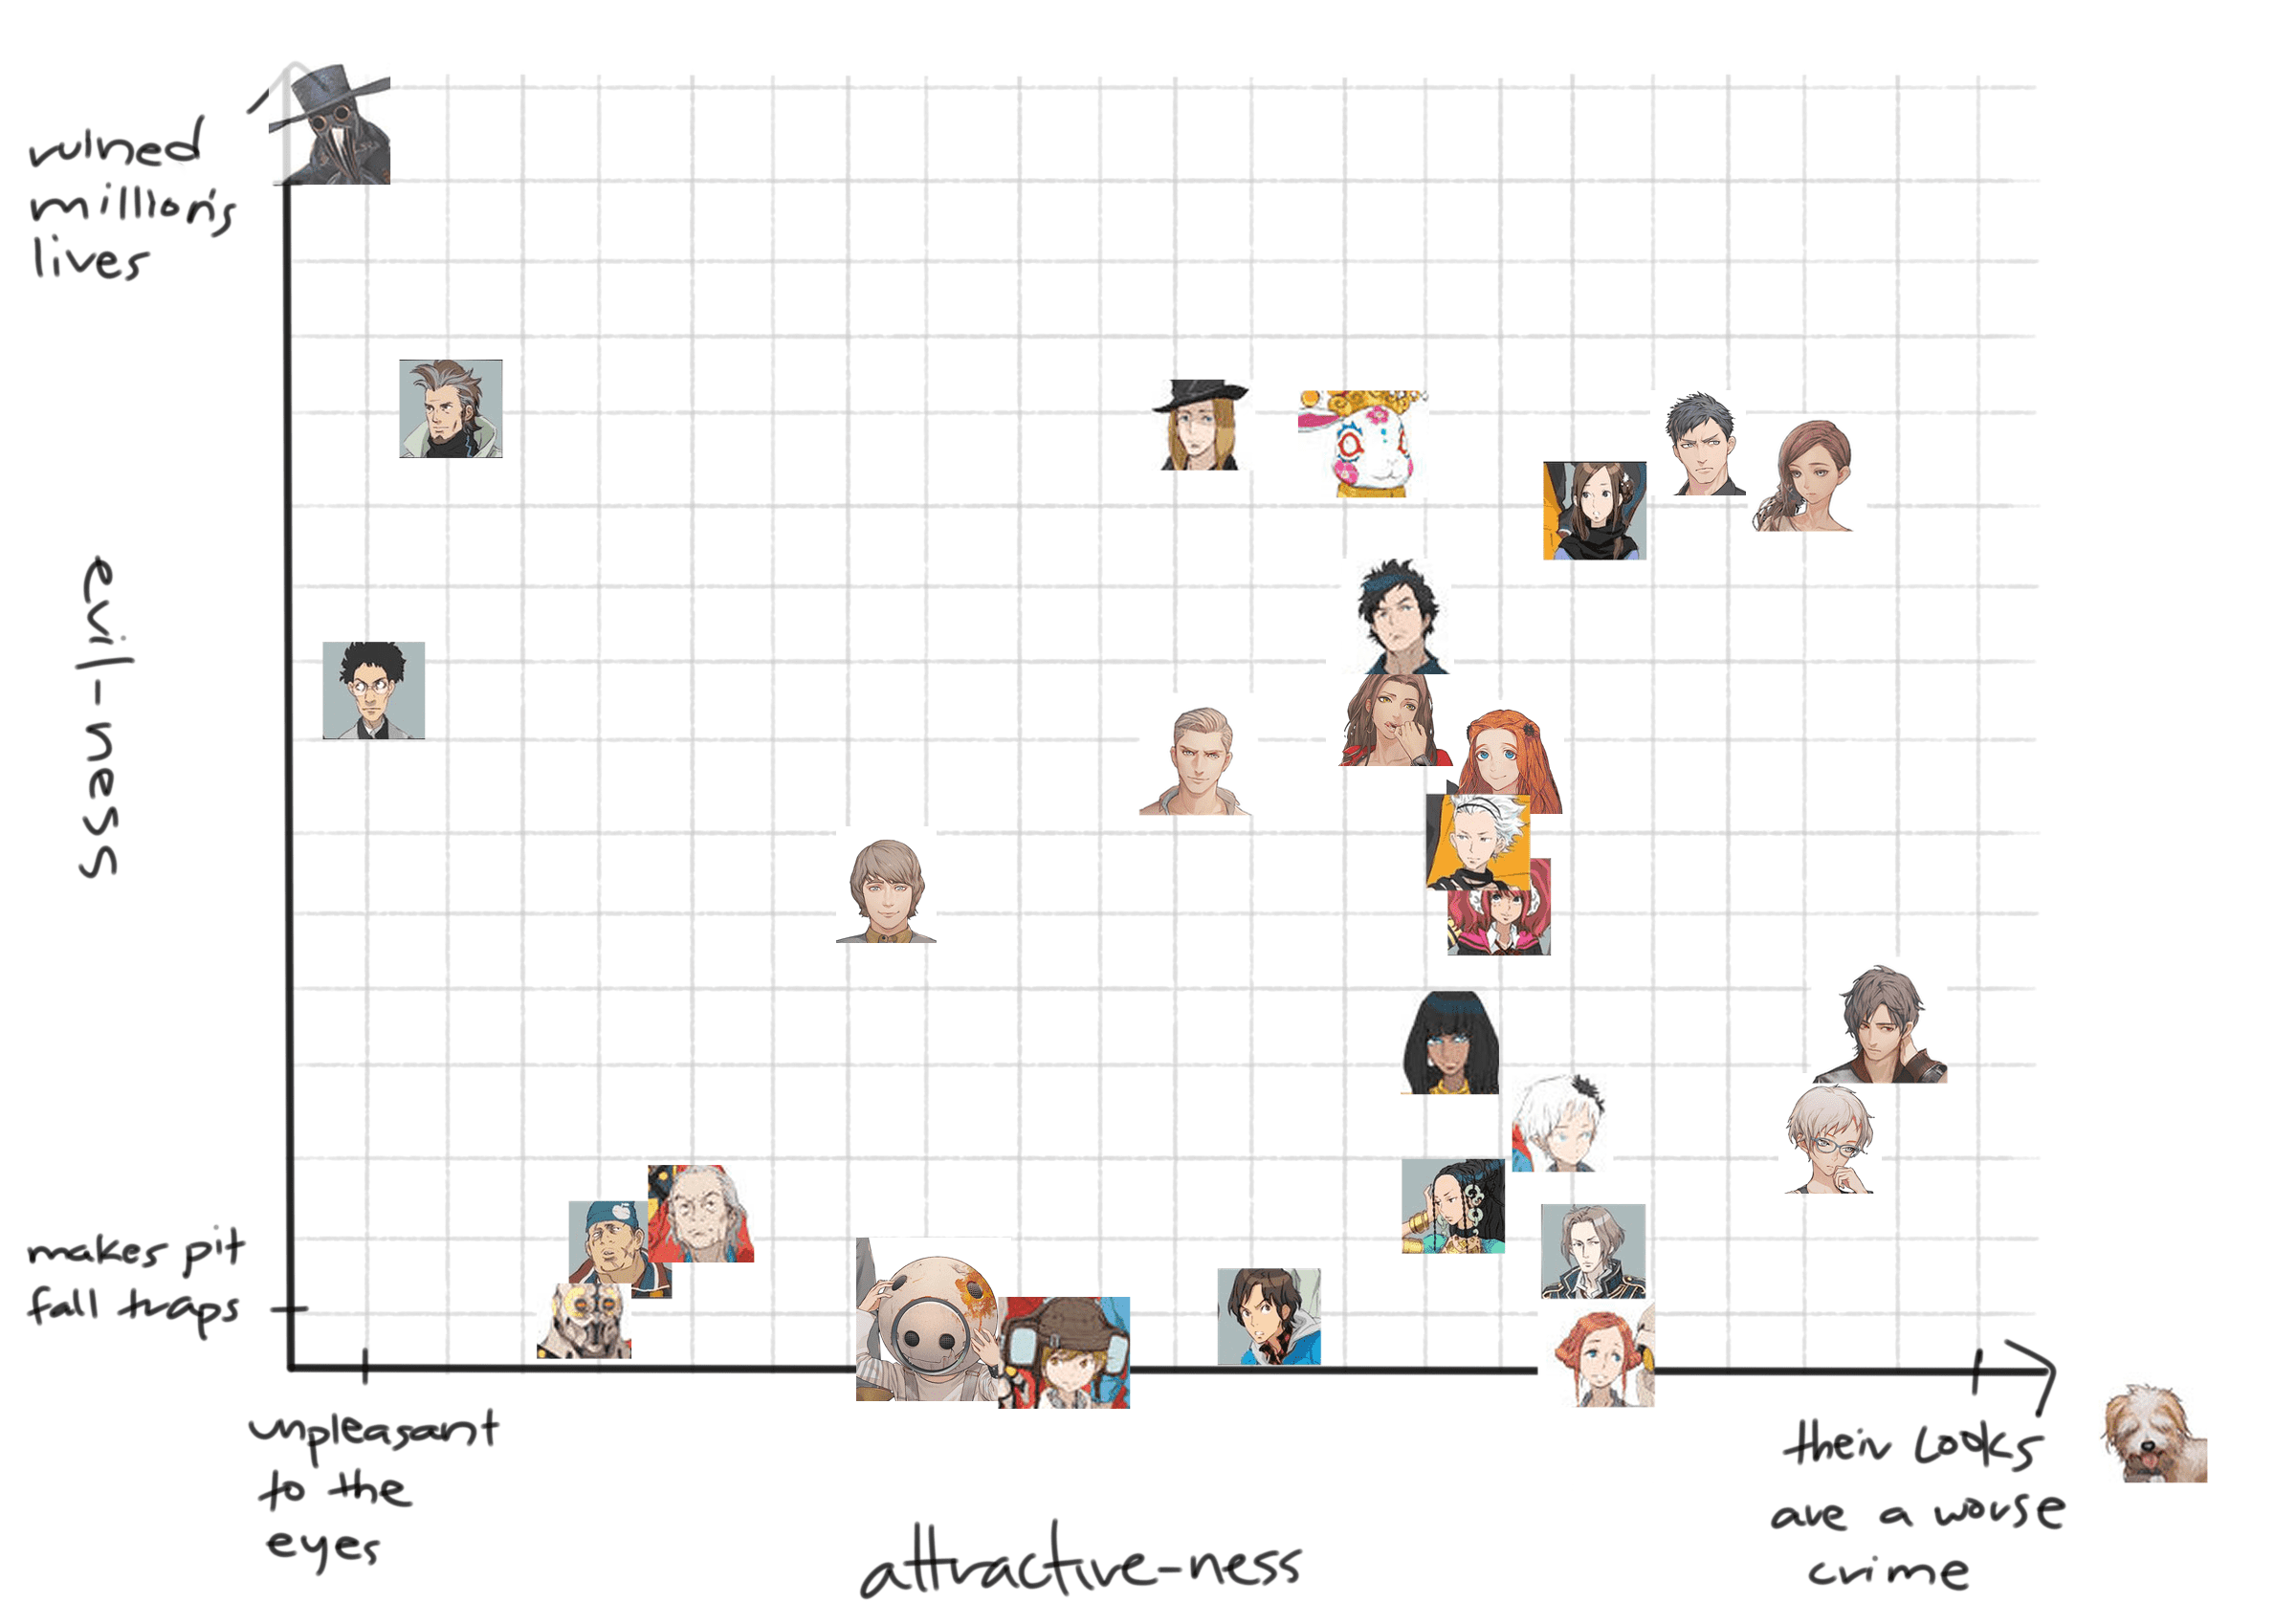 ruined
million's
lives
evil-ness
makes pit
fall traps
unpleasant
to the
eyes
attractive-ness
their looks
are a worse
crime